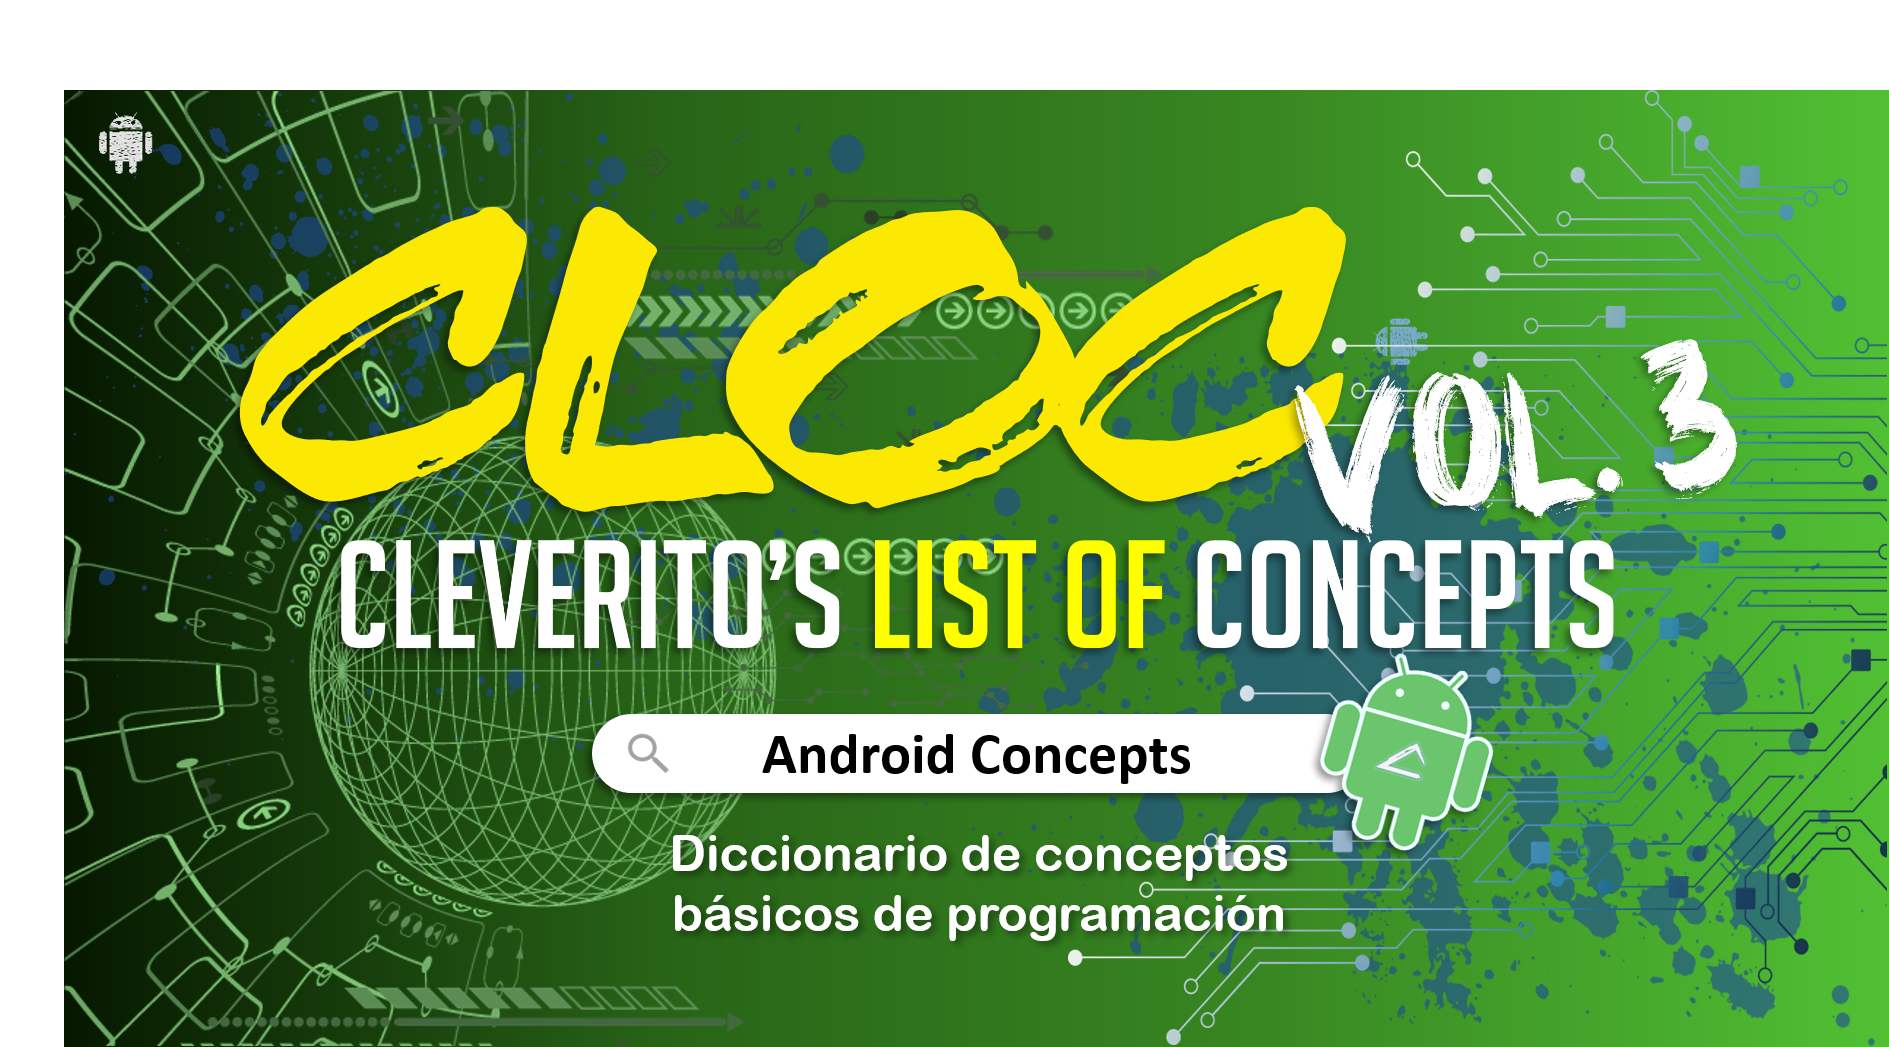 CLOC
VOL. 3
CLEVERITO'S LIST OF CONCEPTS
Android Concepts
Diccionario de conceptos
básicos de programación